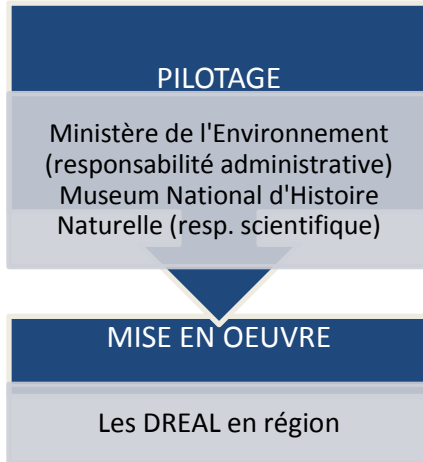 PILOTAGE
Ministère de l'Environnement
(responsabilité administrative)
Museum National d'Histoire
Naturelle (resp. scientifique)
MISE EN OEUVRE
Les DREAL en région